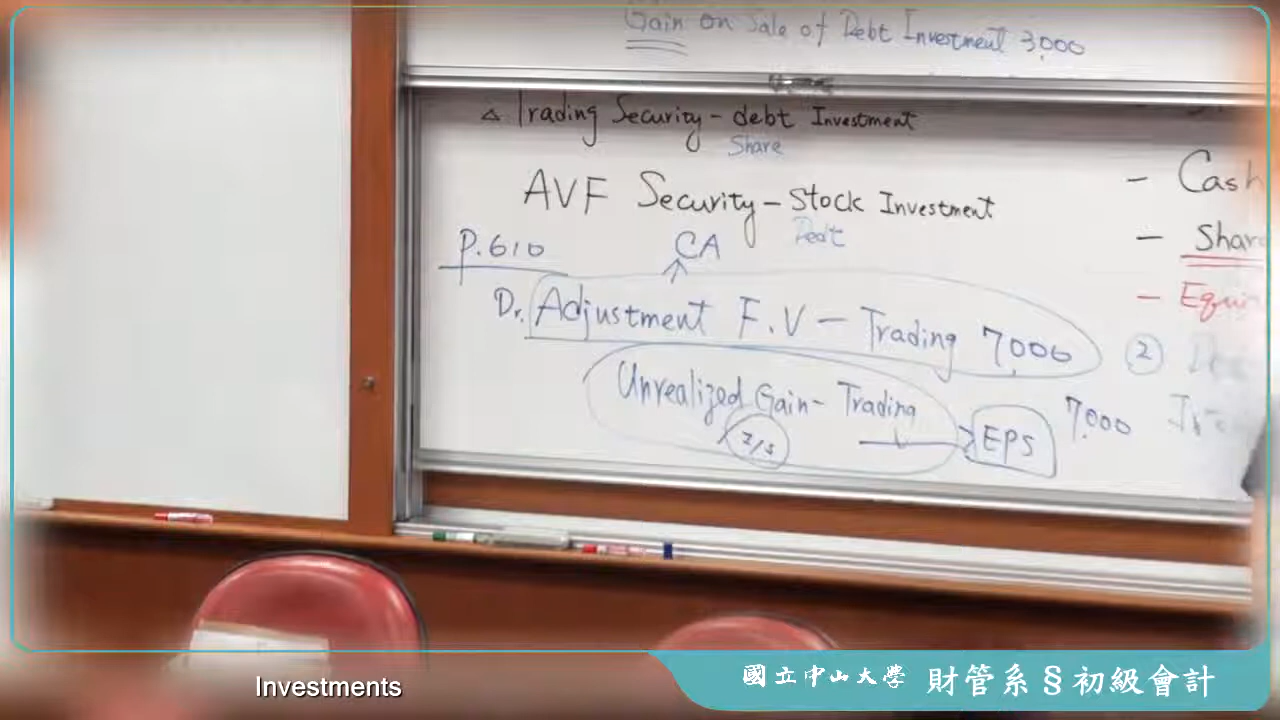 Gain on Sale of Debt Investment 3,000
△ Trading Security - debt Investment
Share
AVF Security - Stock Investment
Debt
P.610
CA
Dr. Adjustment F.V - Trading 7,000
Unrealized Gain - Trading
7,000
I/S
EPS
- Cash
- Shar
- Equi
2
Investments
國立中山大學 財管系§初級會計